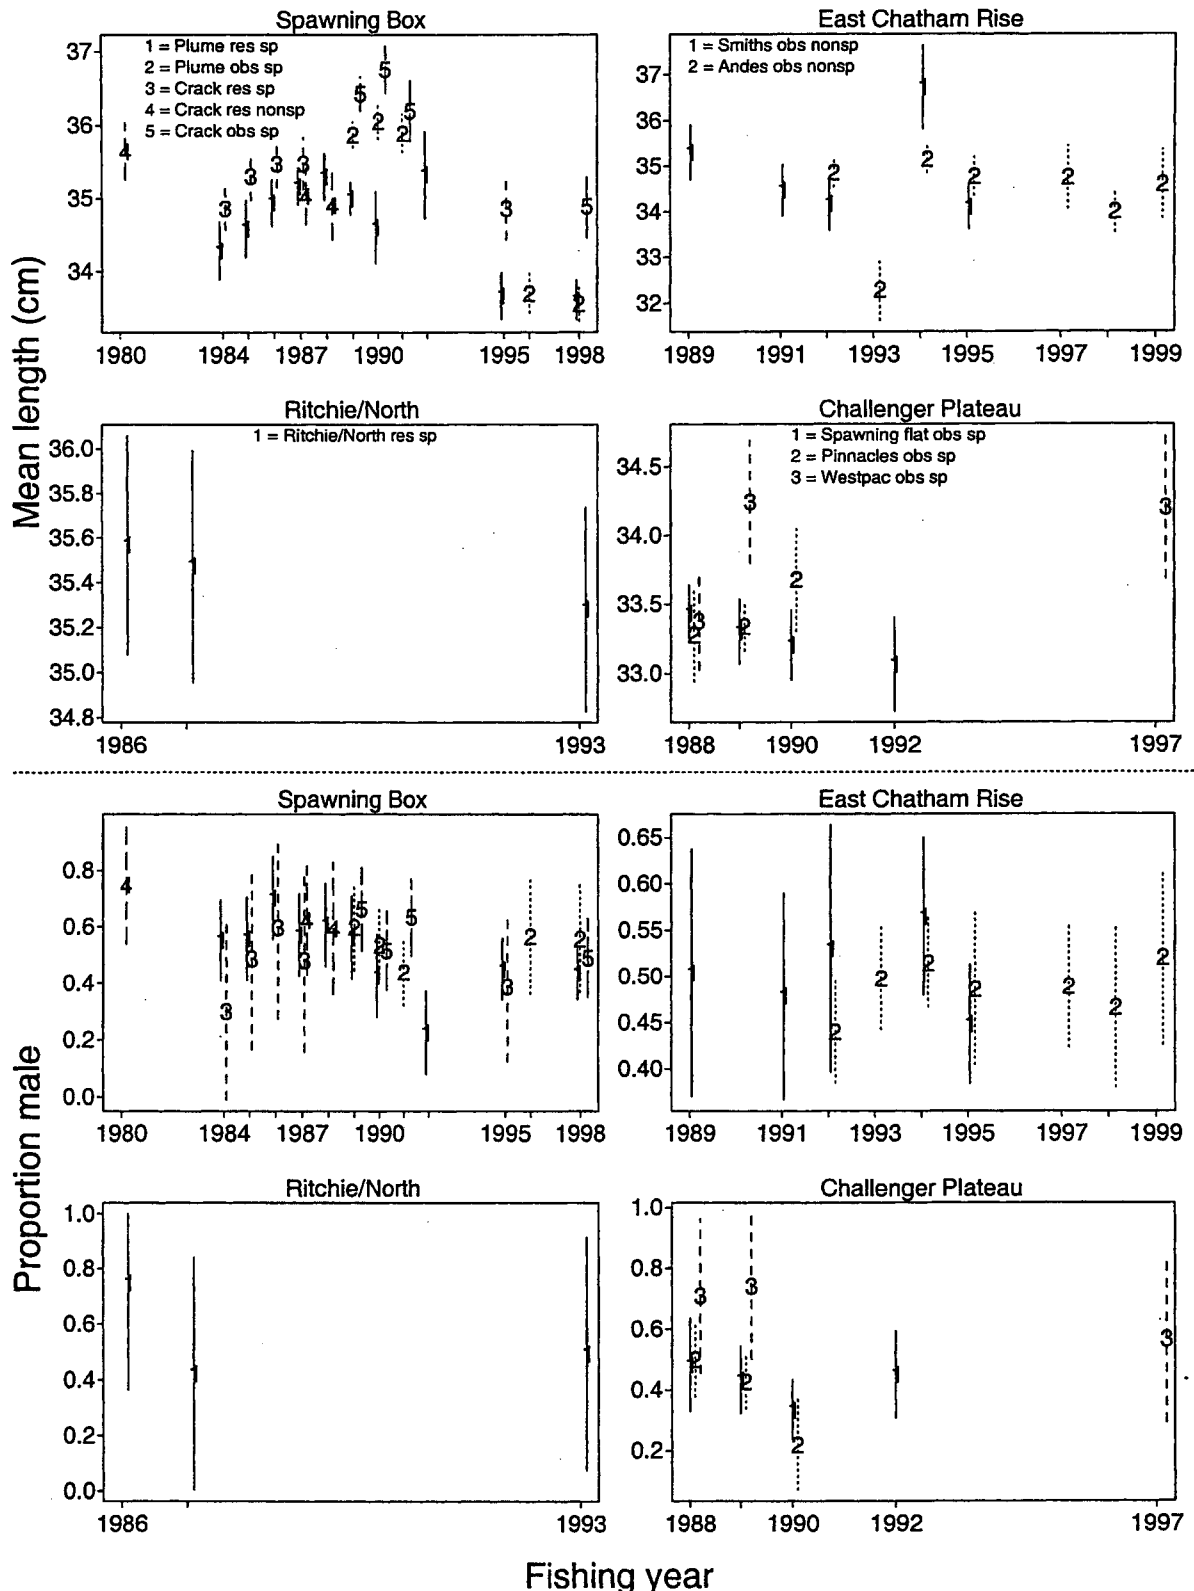 Spawning Box
1 = Plume res sp
2 = Plume obs sp
3 = Crack res sp
4 = Crack res nonsp
5 = Crack obs sp
37
36
35
34
1980 1984 1987 1990 1995 1998
East Chatham Rise
1 = Smiths obs nonsp
2 = Andes obs nonsp
37
36
35
34
33
32
1989 1991 1993 1995 1997 1999
Mean length (cm)
Ritchie/North
1 = Ritchie/North res sp
36.0
35.8
35.6
35.4
35.2
35.0
34.8
1986 1993
Challenger Plateau
1 = Spawning flat obs sp
2 = Pinnacles obs sp
3 = Westpac obs sp
34.5
34.0
33.5
33.0
1988 1990 1992 1997
Spawning Box
0.8
0.6
0.4
0.2
0.0
1980 1984 1987 1990 1995 1998
East Chatham Rise
0.65
0.60
0.55
0.50
0.45
0.40
1989 1991 1993 1995 1997 1999
Proportion male
Ritchie/North
1.0
0.8
0.6
0.4
0.2
0.0
1986 1993
Challenger Plateau
1.0
0.8
0.6
0.4
0.2
1988 1990 1992 1997
Fishing year